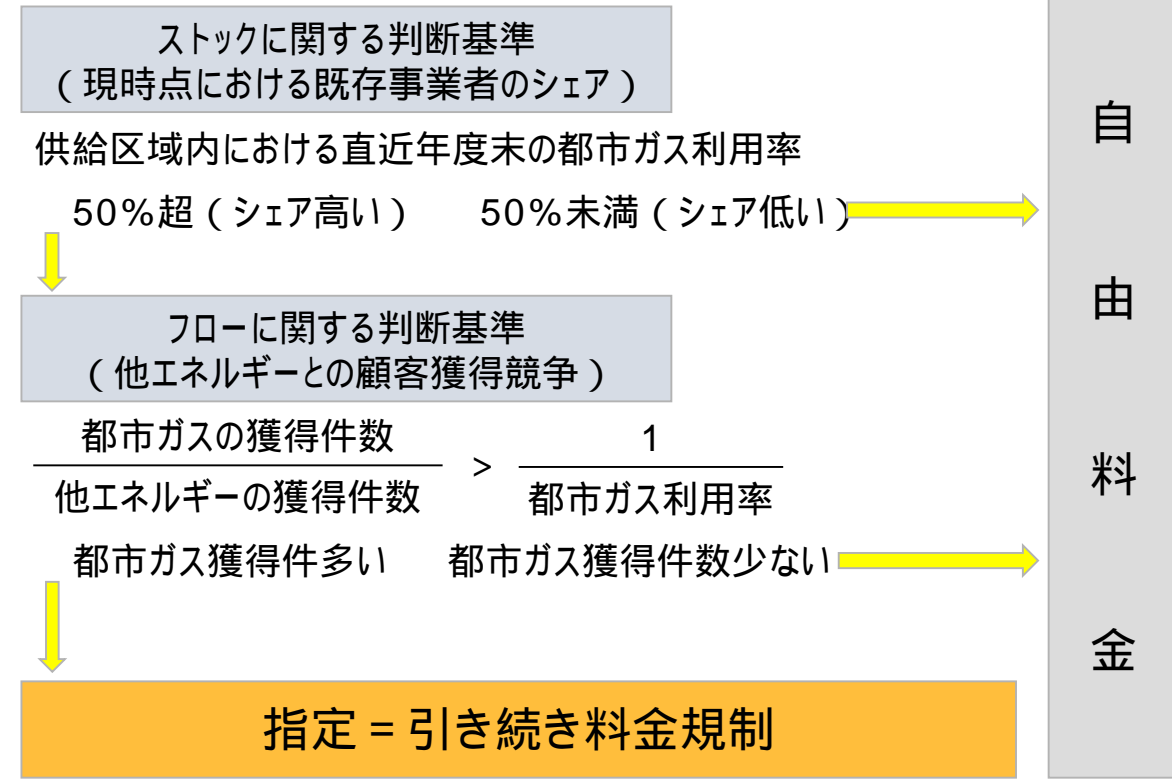 ストックに関する判断基準
（現時点における既存事業者のシェア）
供給区域内における直近年度末の都市ガス利用率
50%超（シェア高い） 50%未満（シェア低い）
フローに関する判断基準
（他エネルギーとの顧客獲得競争）
都市ガスの獲得件数
他エネルギーの獲得件数
>
1
都市ガス利用率
都市ガス獲得件多い 都市ガス獲得件数少ない
指定＝引き続き料金規制
自由料金